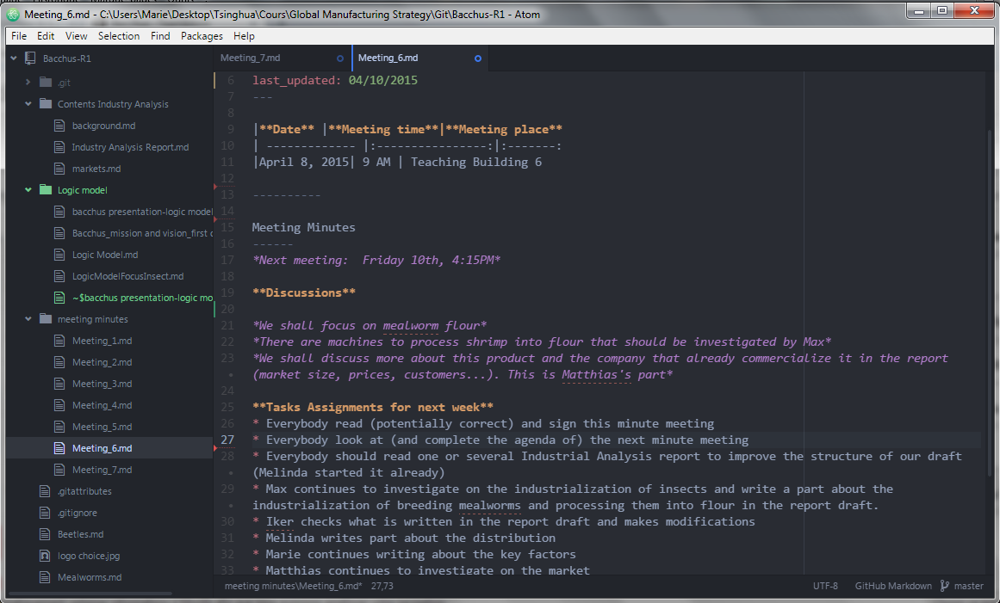 Meeting_6.md - C:\Users\Marie\Desktop\Tsinghua\Cours\Global Manufacturing Strategy\Git\Bacchus-R1 - Atom
File Edit View Selection Find Packages Help
Bacchus-R1
.git
Contents Industry Analysis
background.md
Industry Analysis Report.md
markets.md
Logic model
bacchus presentation-logic model
Bacchus_mission and vision_first c
Logic Model.md
LogicModelFocusInsect.md
~$bacchus presentation-logic mo
meeting minutes
Meeting_1.md
Meeting_2.md
Meeting_3.md
Meeting_4.md
Meeting_5.md
Meeting_6.md
Meeting_7.md
.gitattributes
.gitignore
Beetles.md
logo choice.jpg
Mealworms.md
Meeting_7.md Meeting_6.md
6 last_updated: 04/10/2015
7 ---
8
9 |**Date** |**Meeting time**|**Meeting place**
10 | ------------- |:----------------:|:-------:
11 |April 8, 2015| 9 AM | Teaching Building 6
12
13 ----------
14
15 Meeting Minutes
16 ------
17 *Next meeting:  Friday 10th, 4:15PM*
18
19 **Discussions**
20
21 *We shall focus on mealworm flour*
22 *There are machines to process shrimp into flour that should be investigated by Max*
23 *We shall discuss more about this product and the company that already commercialize it in the report
• (market size, prices, customers...). This is Matthias's part*
24
25 **Tasks Assignments for next week**
26 * Everybody read (potentially correct) and sign this minute meeting
27 * Everybody look at (and complete the agenda of) the next minute meeting
28 * Everybody should read one or several Industrial Analysis report to improve the structure of our draft
• (Melinda started it already)
29 * Max continues to investigate on the industrialization of insects and write a part about the
• industrialization of breeding mealworms and processing them into flour in the report draft.
30 * Iker checks what is written in the report draft and makes modifications
31 * Melinda writes part about the distribution
32 * Marie continues writing about the key factors
33 * Matthias continues to investigate on the market
meeting minutes\Meeting_6.md* 27,73 UTF-8 GitHub Markdown master